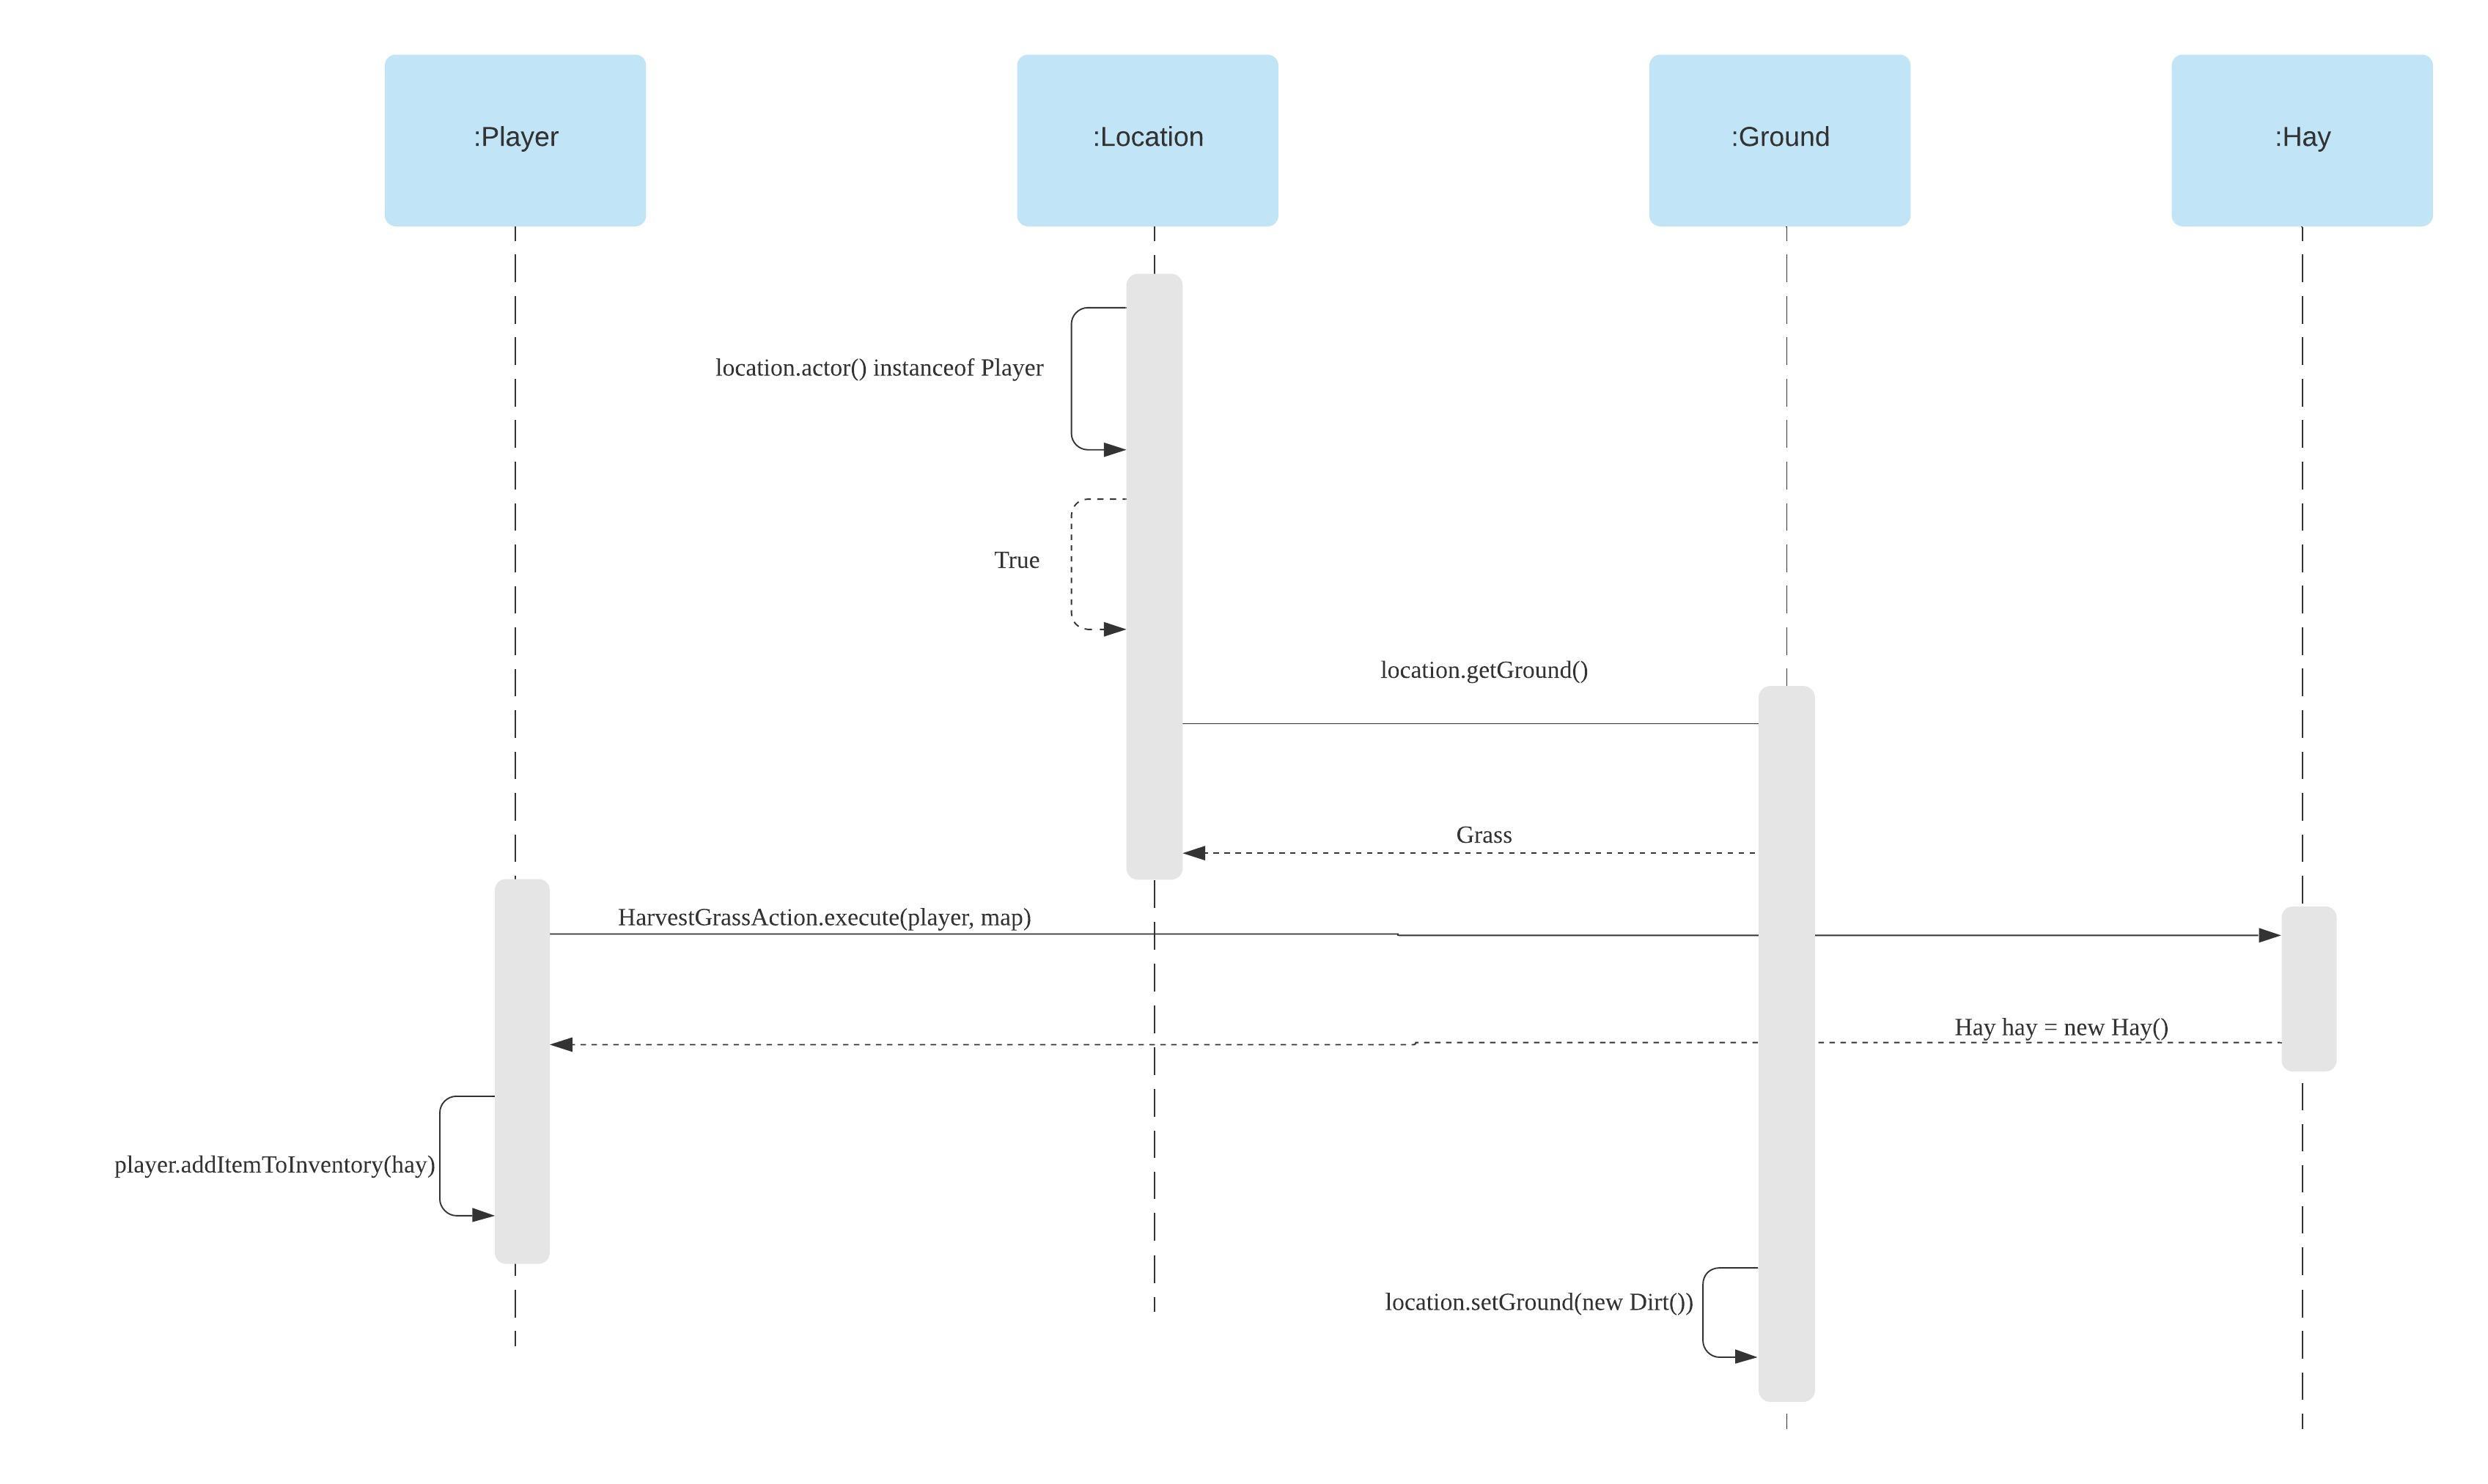 :Player
:Location
:Ground
:Hay
location.actor() instanceof Player
True
location.getGround()
Grass
HarvestGrassAction.execute(player, map)
Hay hay = new Hay()
player.addItemToInventory(hay)
location.setGround(new Dirt())